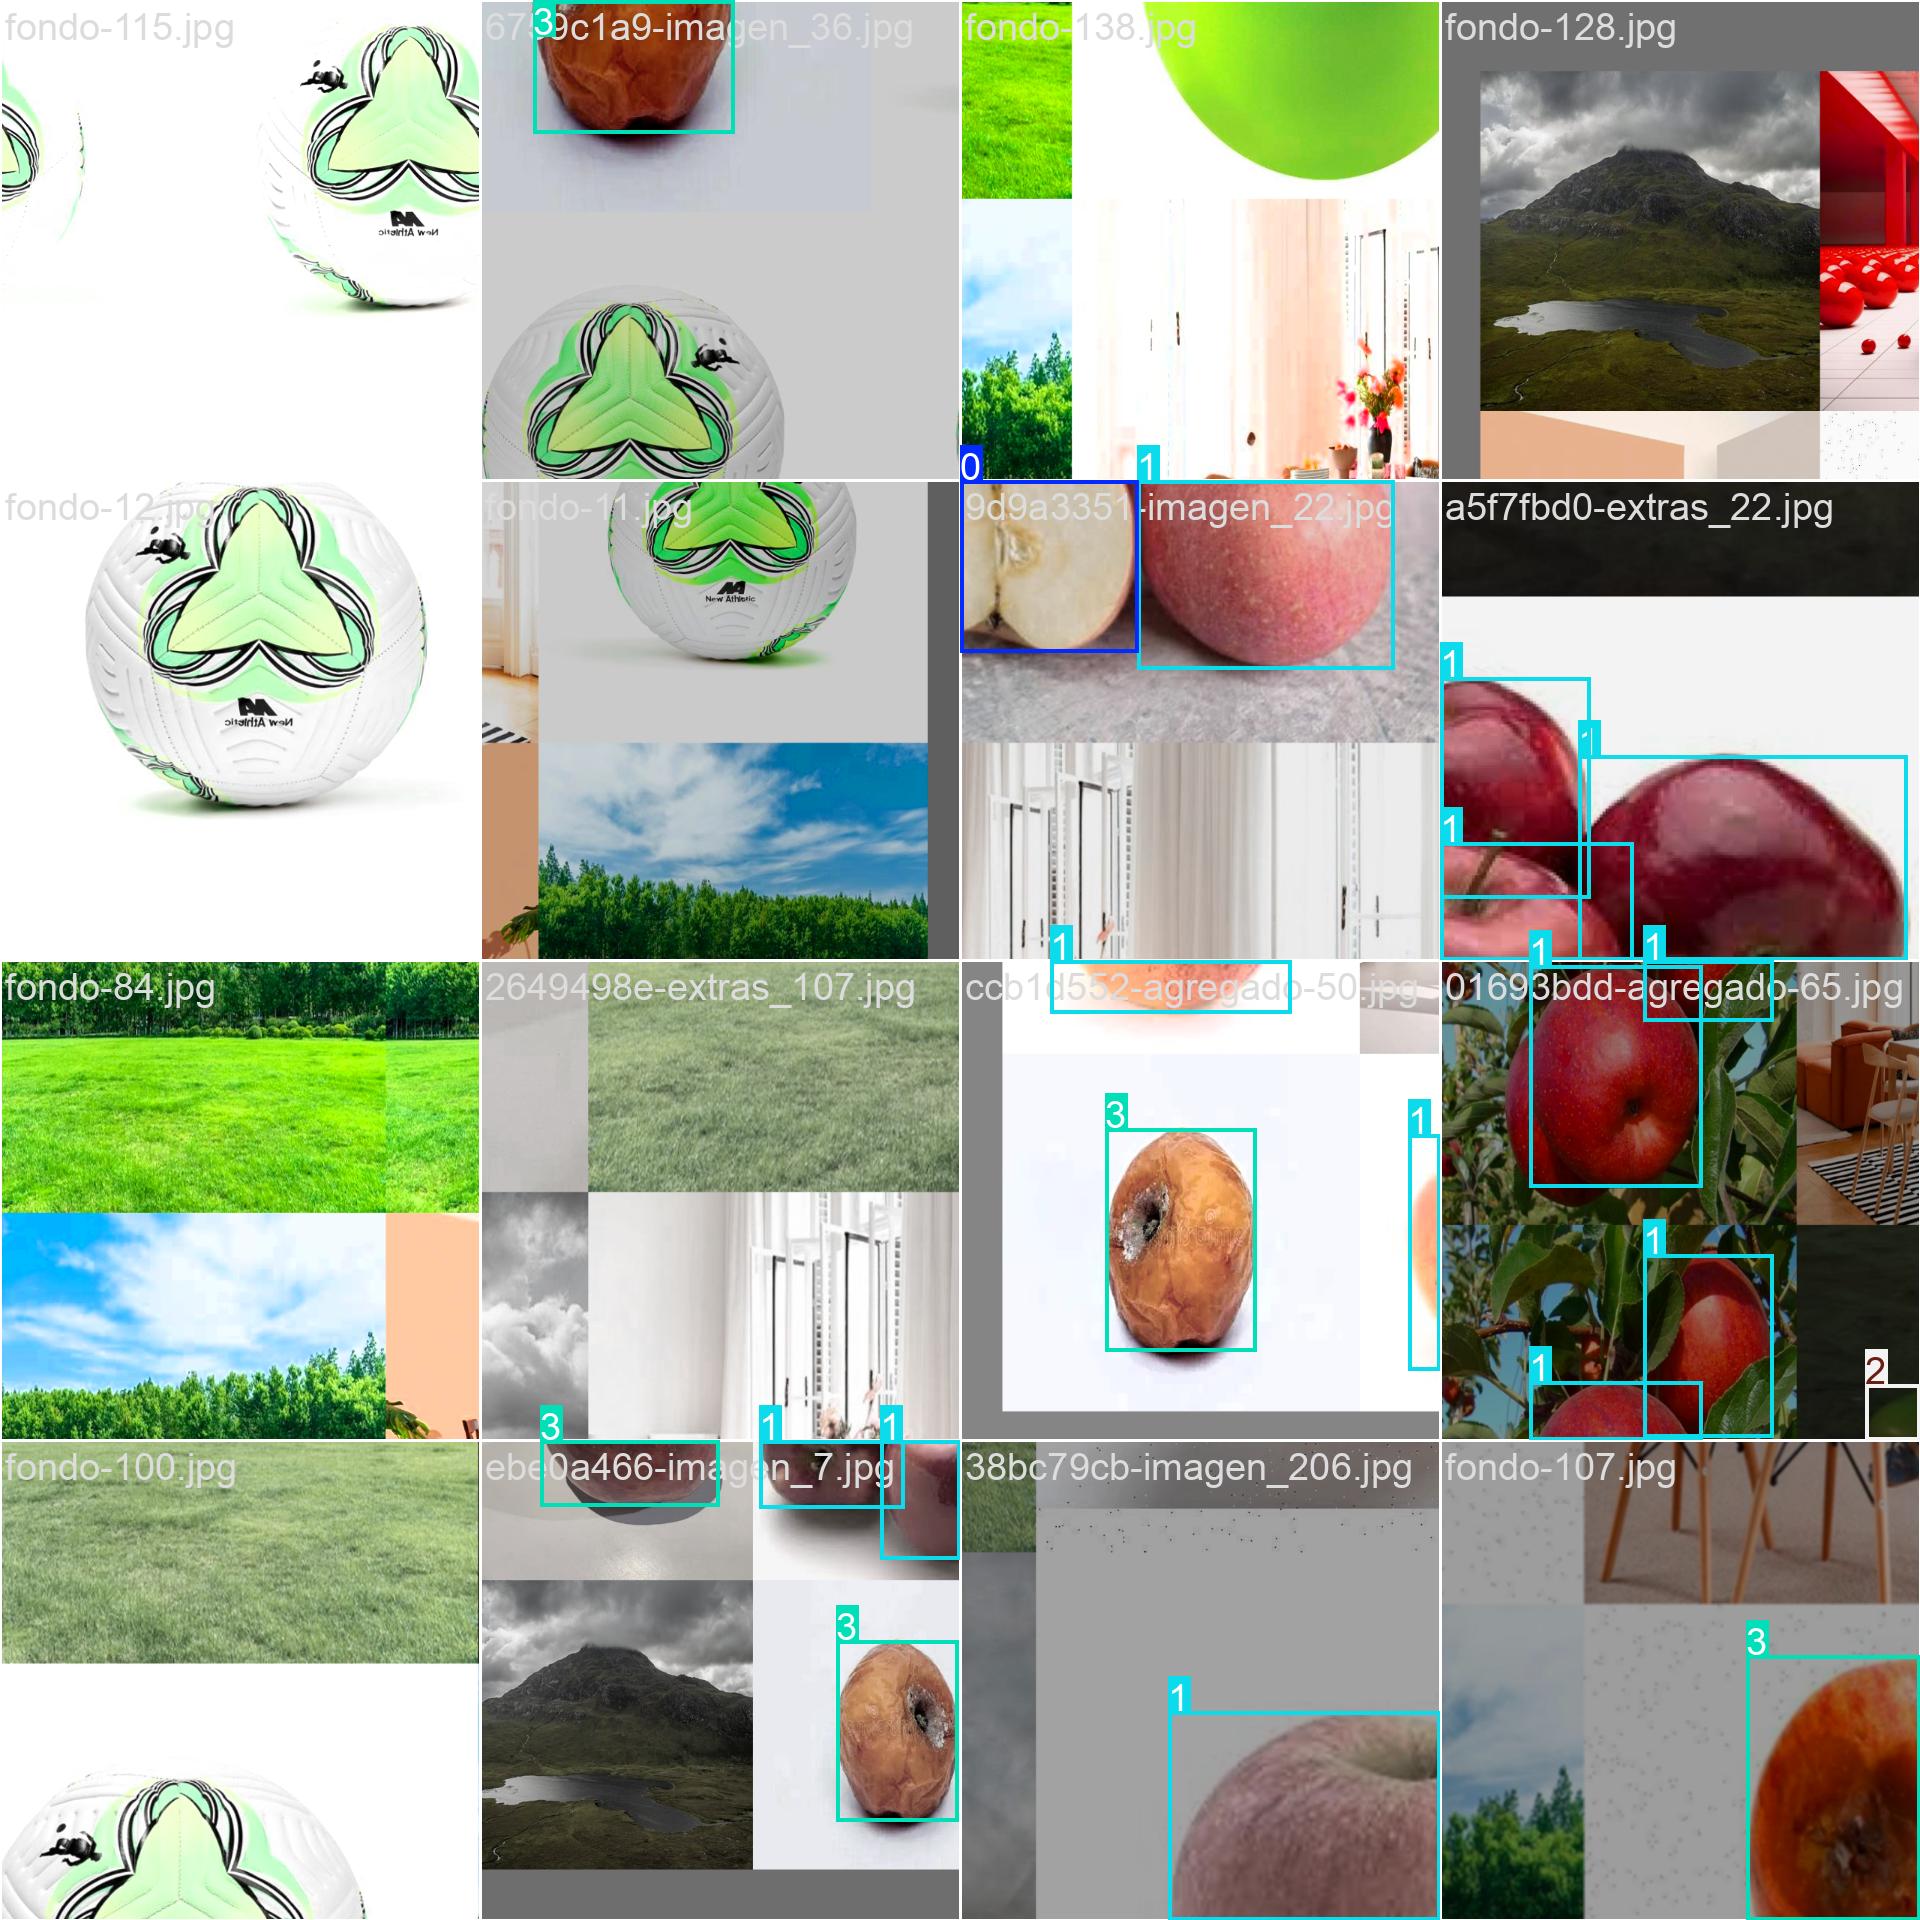 fondo-115.jpg
New Athletic
3
6759c1a9-imagen_36.jpg
fondo-138.jpg
fondo-128.jpg
fondo-12.jpg
New Athletic
fondo-11.jpg
New Athletic
0
1
9d9a3351-imagen_22.jpg
a5f7fbd0-extras_22.jpg
1
1
1
fondo-84.jpg
2649498e-extras_107.jpg
1
ccb1d552-agregado-50.jpg
3
1
1
1
01693bdd-agregado-65.jpg
1
1
2
fondo-100.jpg
3
1
1
ebe0a466-imagen_7.jpg
3
38bc79cb-imagen_206.jpg
1
fondo-107.jpg
3